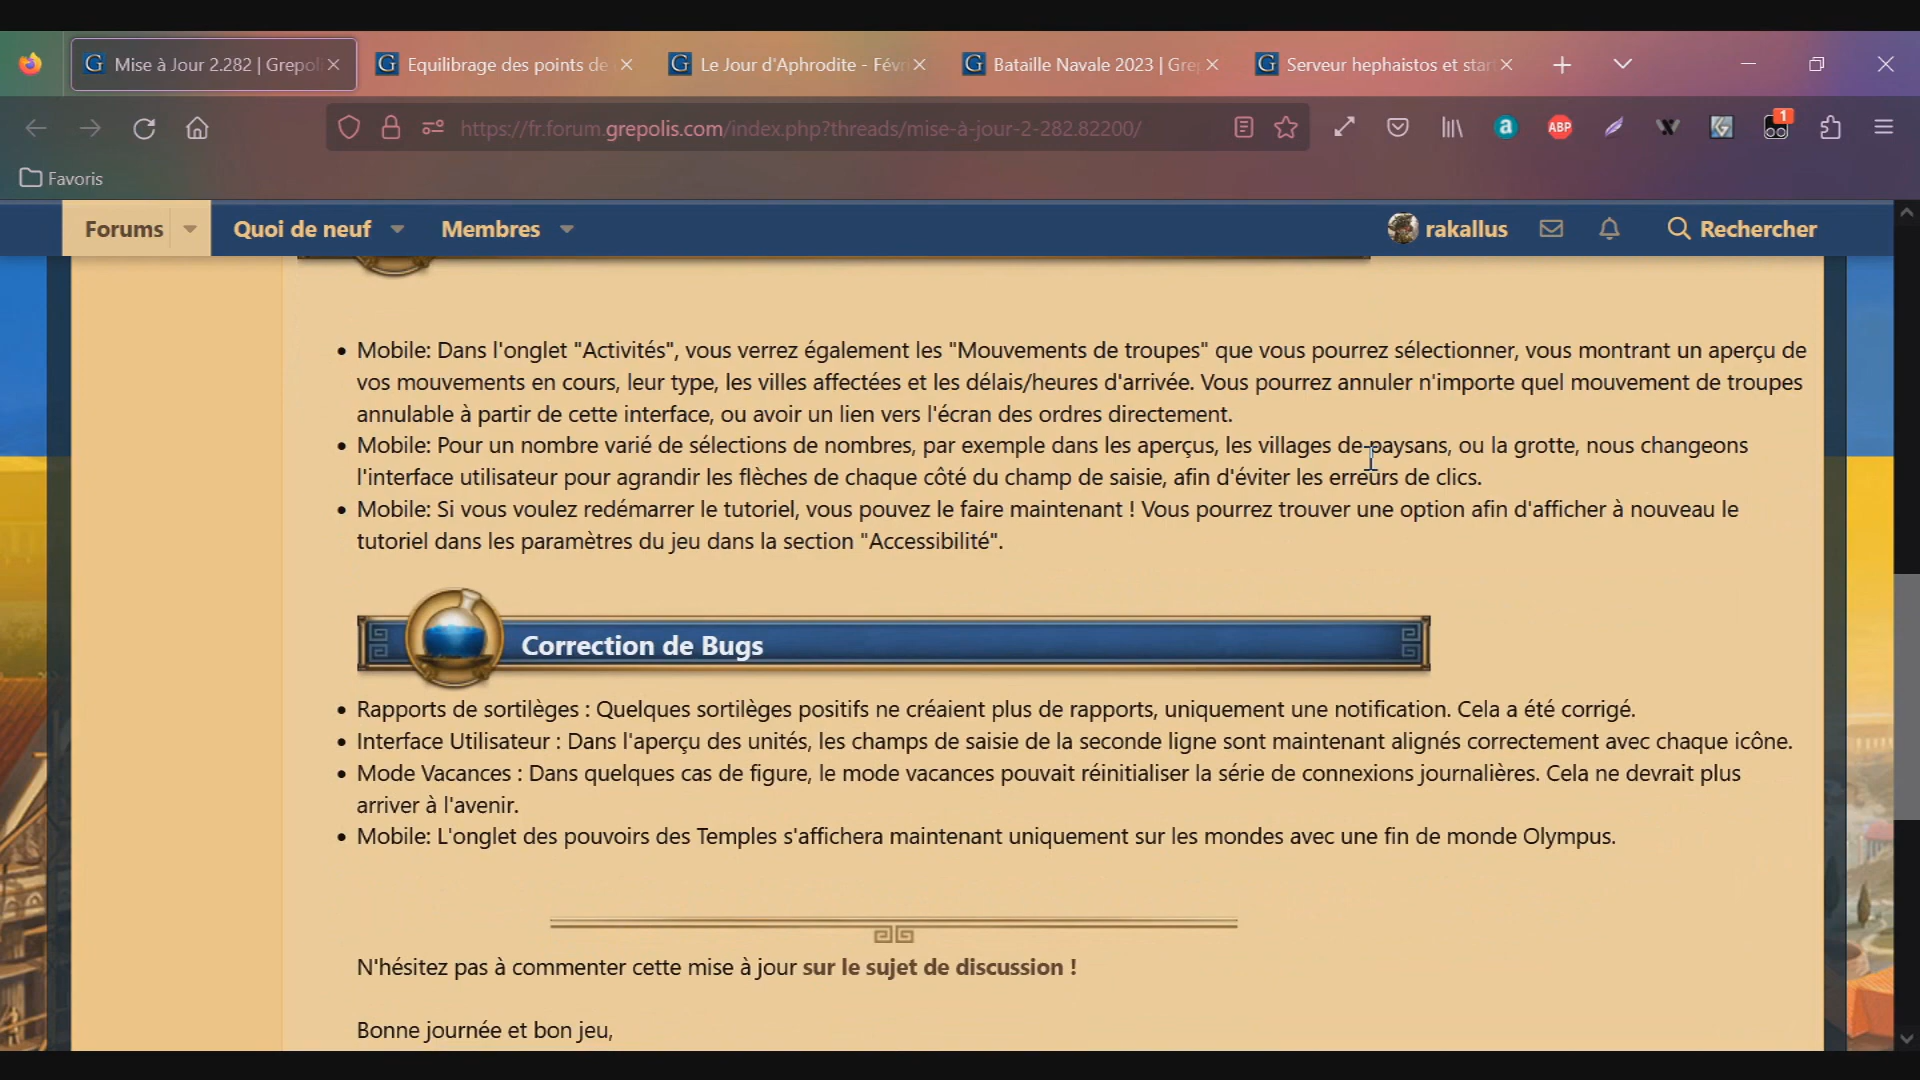 Mise à Jour 2.282 | Grepol
Equilibrage des points de
Le Jour d'Aphrodite - Févri
Bataille Navale 2023 | Gre
Serveur hephaistos et start
https://fr.forum.grepolis.com/index.php?threads/mise-à-jour-2-282.82200/
a
ABP
W
1
Favoris
Forums
Quoi de neuf
Membres
rakallus
Rechercher
• Mobile: Dans l'onglet "Activités", vous verrez également les "Mouvements de troupes" que vous pourrez sélectionner, vous montrant un aperçu de
vos mouvements en cours, leur type, les villes affectées et les délais/heures d'arrivée. Vous pourrez annuler n'importe quel mouvement de troupes
annulable à partir de cette interface, ou avoir un lien vers l'écran des ordres directement.
• Mobile: Pour un nombre varié de sélections de nombres, par exemple dans les aperçus, les villages de paysans, ou la grotte, nous changeons
l'interface utilisateur pour agrandir les flèches de chaque côté du champ de saisie, afin d'éviter les erreurs de clics.
• Mobile: Si vous voulez redémarrer le tutoriel, vous pouvez le faire maintenant ! Vous pourrez trouver une option afin d'afficher à nouveau le
tutoriel dans les paramètres du jeu dans la section "Accessibilité".
Correction de Bugs
• Rapports de sortilèges : Quelques sortilèges positifs ne créaient plus de rapports, uniquement une notification. Cela a été corrigé.
• Interface Utilisateur : Dans l'aperçu des unités, les champs de saisie de la seconde ligne sont maintenant alignés correctement avec chaque icône.
• Mode Vacances : Dans quelques cas de figure, le mode vacances pouvait réinitialiser la série de connexions journalières. Cela ne devrait plus
arriver à l'avenir.
• Mobile: L'onglet des pouvoirs des Temples s'affichera maintenant uniquement sur les mondes avec une fin de monde Olympus.
N'hésitez pas à commenter cette mise à jour sur le sujet de discussion !
Bonne journée et bon jeu,